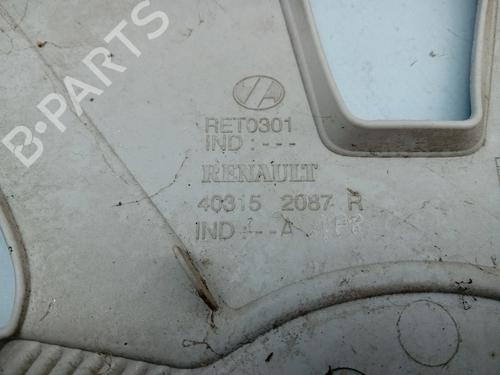 B-Parts
RET0301
IND : - - -
RENAULT
40315 2087 R
IND : - - A